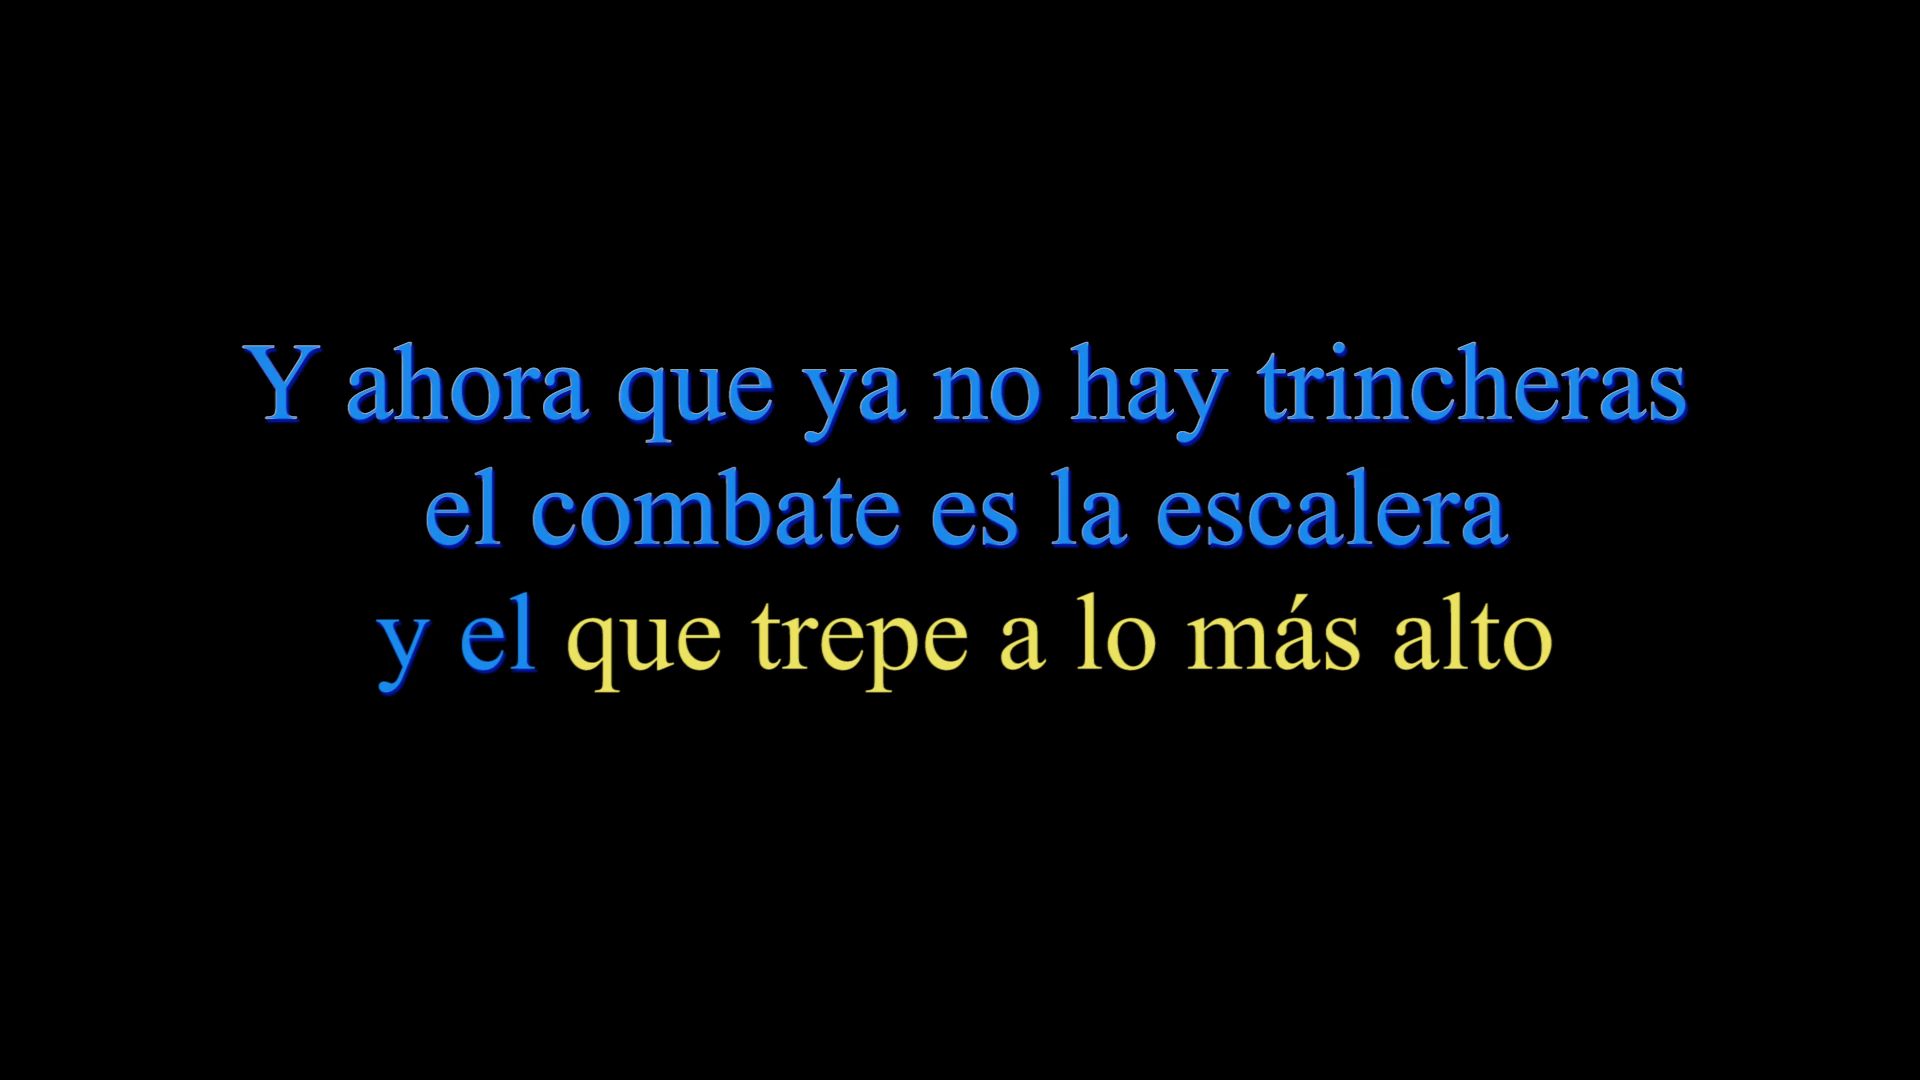 Y ahora que ya no hay trincheras
el combate es la escalera
y el que trepe a lo más alto